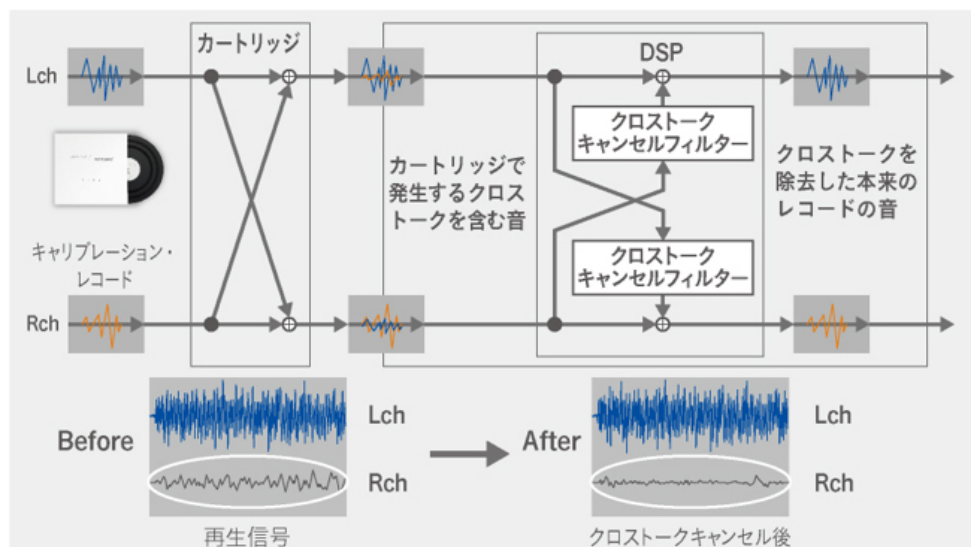 カートリッジ
DSP
Lch
クロストーク
キャンセルフィルター
カートリッジで
発生するクロス
トークを含む音
クロストークを
除去した本来の
レコードの音
キャリブレーション・
レコード
クロストーク
キャンセルフィルター
Rch
Before
Lch
Rch
再生信号
After
Lch
Rch
クロストークキャンセル後